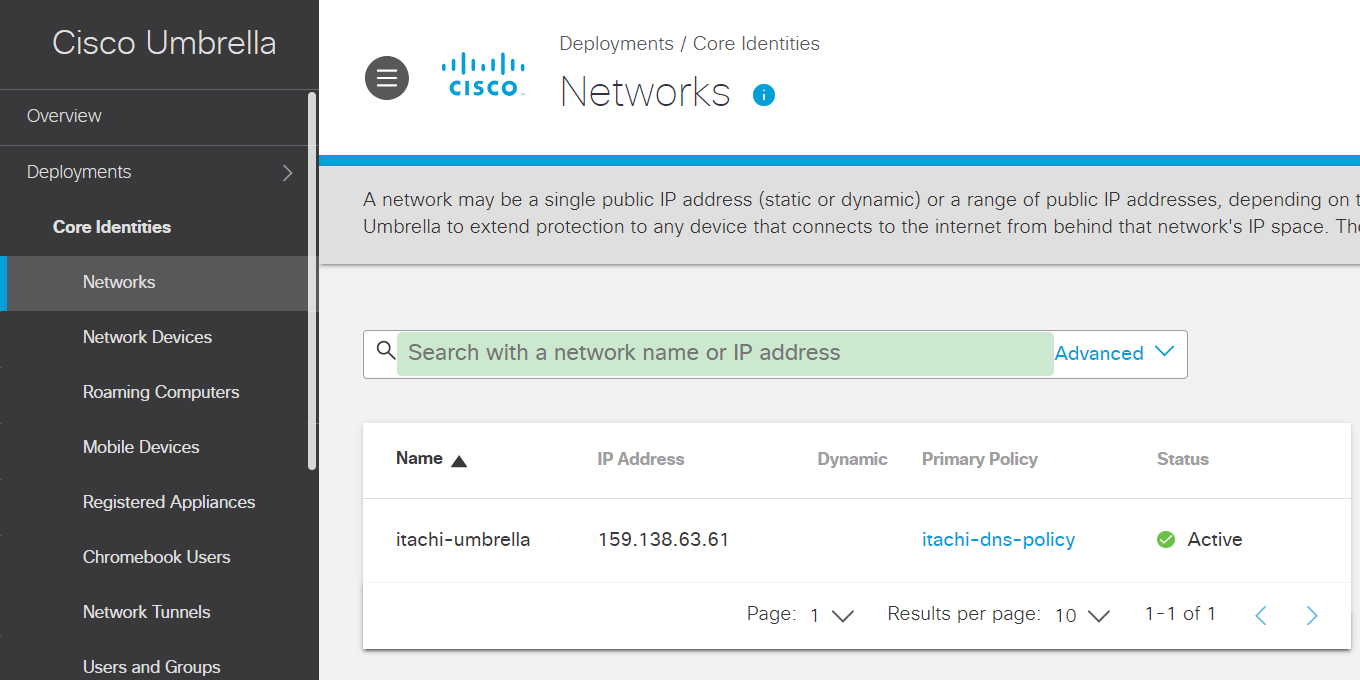 Cisco Umbrella
Overview
Deployments
Core Identities
Networks
Network Devices
Roaming Computers
Mobile Devices
Registered Appliances
Chromebook Users
Network Tunnels
Users and Groups
CISCO
Deployments / Core Identities
Networks
A network may be a single public IP address (static or dynamic) or a range of public IP addresses, depending on
Umbrella to extend protection to any device that connects to the internet from behind that network's IP space.
Search with a network name or IP address
Advanced
Name IP Address Dynamic Primary Policy Status
itachi-umbrella 159.138.63.61 itachi-dns-policy Active
Page: 1 Results per page: 10 1-1 of 1